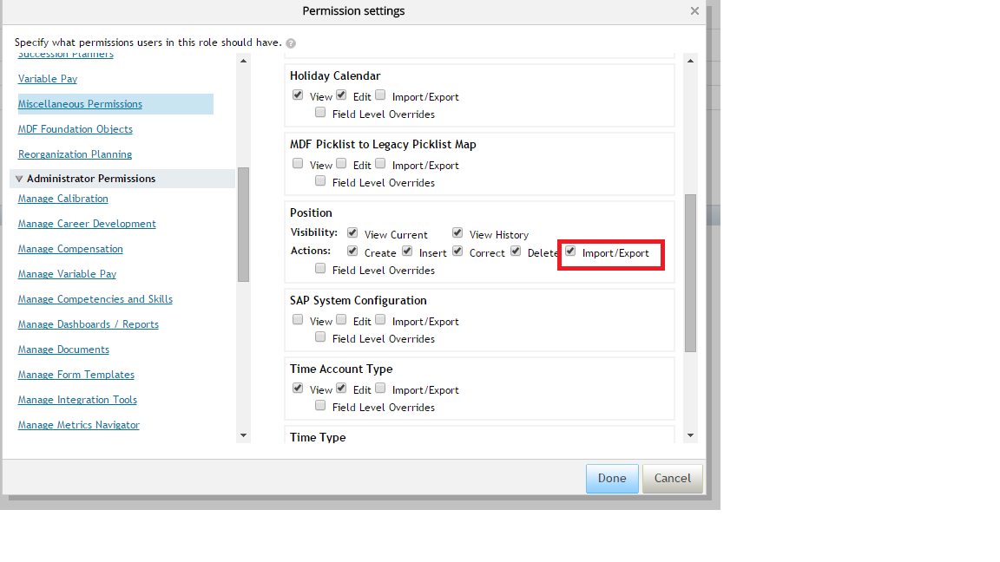 Permission settings
Specify what permissions users in this role should have.
Succession Planners
Variable Pay
Miscellaneous Permissions
MDF Foundation Objects
Reorganization Planning
Administrator Permissions
Manage Calibration
Manage Career Development
Manage Compensation
Manage Variable Pay
Manage Competencies and Skills
Manage Dashboards / Reports
Manage Documents
Manage Form Templates
Manage Integration Tools
Manage Metrics Navigator
Holiday Calendar
View Edit Import/Export
Field Level Overrides
MDF Picklist to Legacy Picklist Map
View Edit Import/Export
Field Level Overrides
Position
Visibility: View Current View History
Actions: Create Insert Correct Delete Import/Export
Field Level Overrides
SAP System Configuration
View Edit Import/Export
Field Level Overrides
Time Account Type
View Edit Import/Export
Field Level Overrides
Time Type
Done Cancel